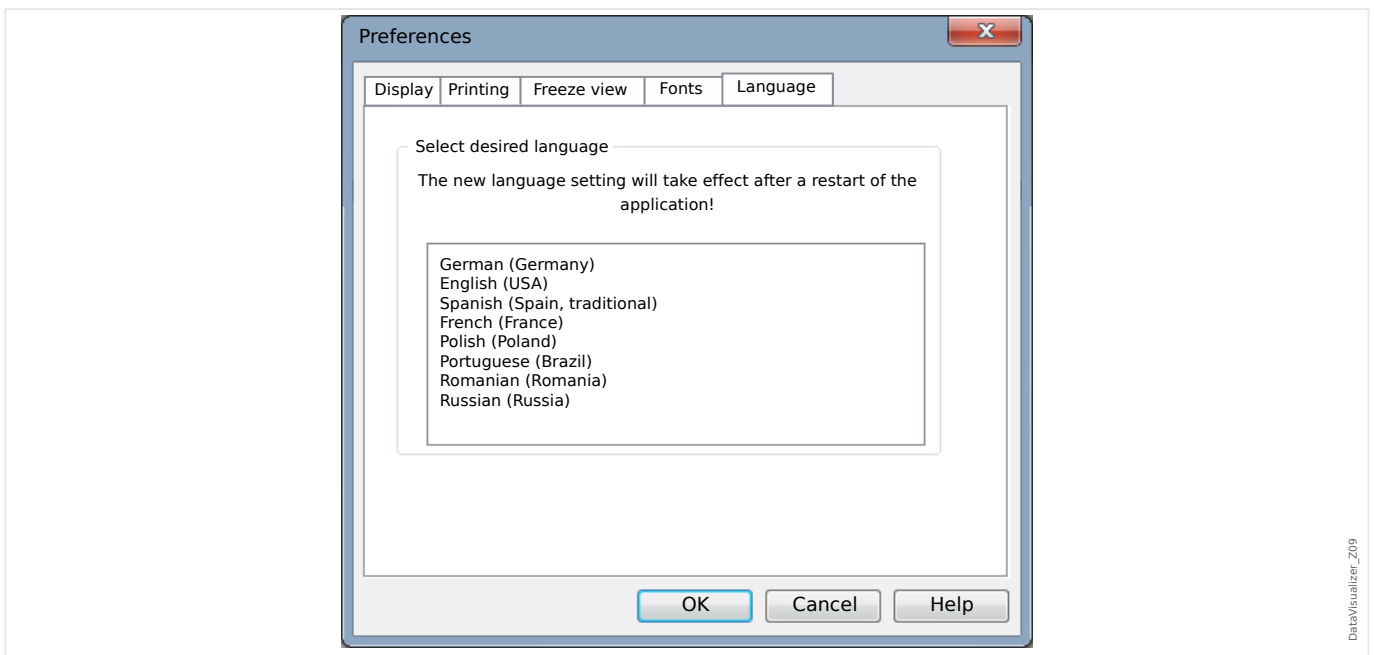 Preferences
x
Display
Printing
Freeze view
Fonts
Language
Select desired language
The new language setting will take effect after a restart of the
application!
German (Germany)
English (USA)
Spanish (Spain, traditional)
French (France)
Polish (Poland)
Portuguese (Brazil)
Romanian (Romania)
Russian (Russia)
OK
Cancel
Help
DataVisualizer_Z09